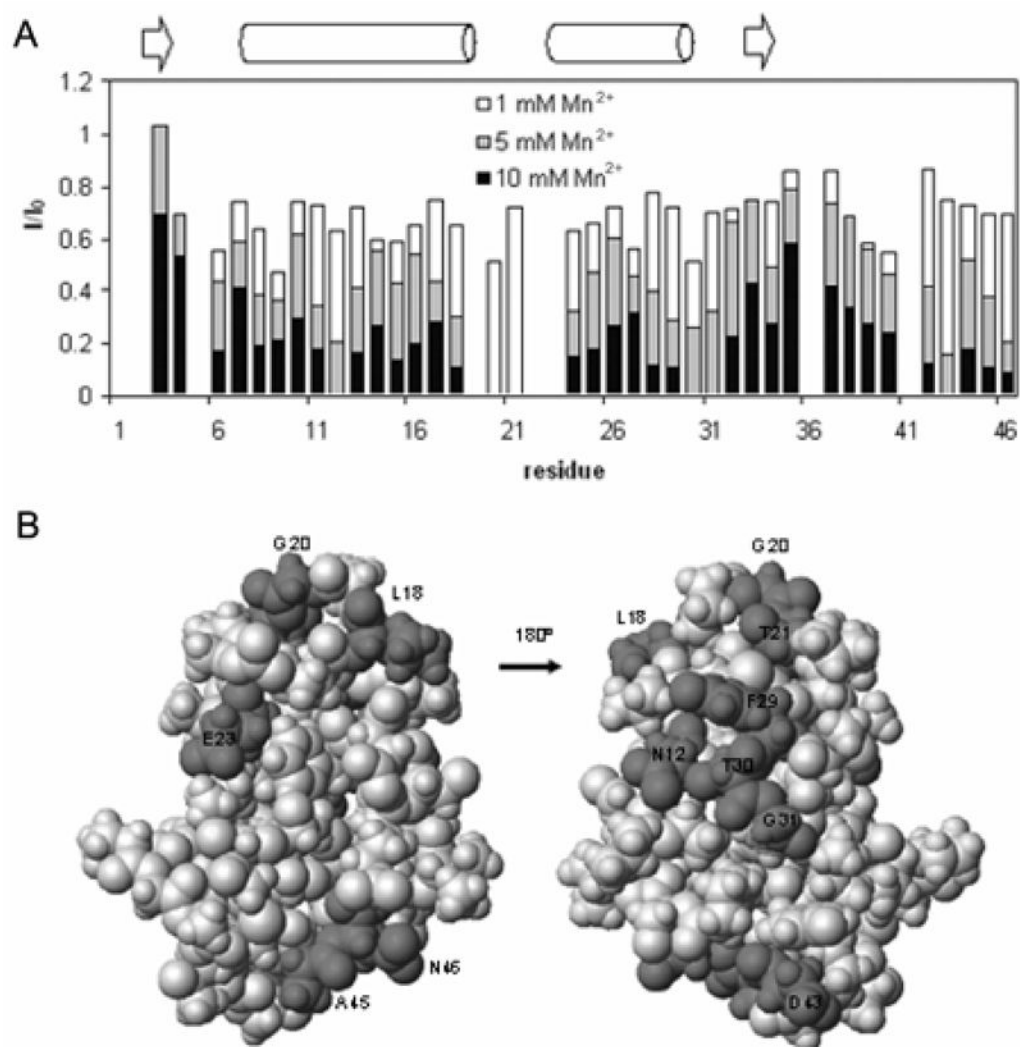 A
1.2
1
0.8
0.6
0.4
0.2
0
I/I₀
1 mM Mn²⁺
5 mM Mn²⁺
10 mM Mn²⁺
1 6 11 16 21 26 31 36 41 46
residue
B
G20
L18
E23
N46
A45
180º
G20
L18
T21
F29
N12
T30
G31
D43